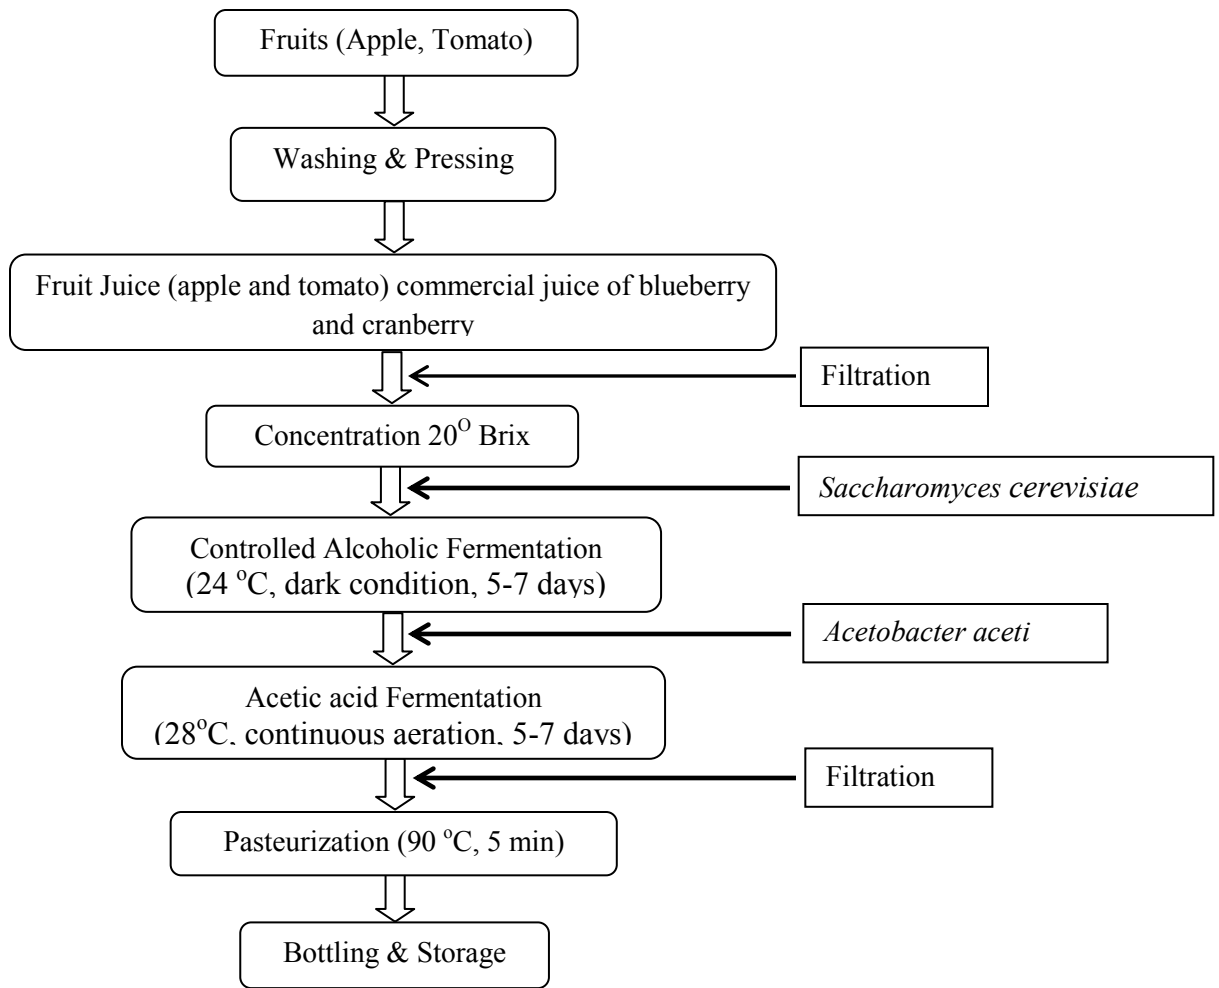 Fruits (Apple, Tomato)
Washing & Pressing
Fruit Juice (apple and tomato) commercial juice of blueberry
and cranberry
Filtration
Concentration 20⁰ Brix
Saccharomyces cerevisiae
Controlled Alcoholic Fermentation
(24 ᵒC, dark condition, 5-7 days)
Acetobacter aceti
Acetic acid Fermentation
(28ᵒC, continuous aeration, 5-7 days)
Filtration
Pasteurization (90 ᵒC, 5 min)
Bottling & Storage